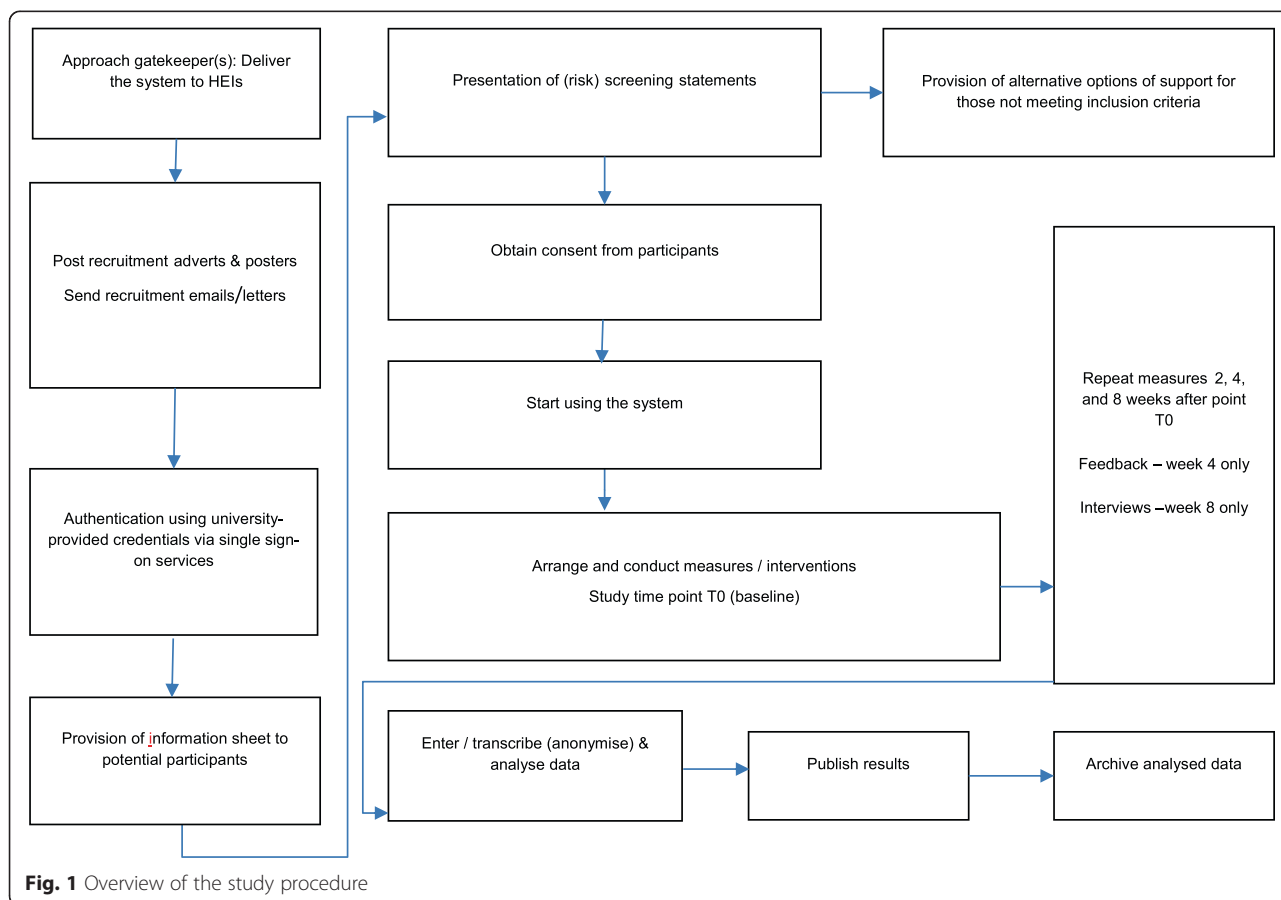 Approach gatekeeper(s): Deliver
the system to HEIs
Post recruitment adverts & posters
Send recruitment emails/letters
Authentication using university-
provided credentials via single sign-
on services
Provision of information sheet to
potential participants
Presentation of (risk) screening statements
Provision of alternative options of support for
those not meeting inclusion criteria
Obtain consent from participants
Start using the system
Arrange and conduct measures / interventions
Study time point T0 (baseline)
Repeat measures 2, 4,
and 8 weeks after point
T0
Feedback – week 4 only
Interviews –week 8 only
Enter / transcribe (anonymise) &
analyse data
Publish results
Archive analysed data
Fig. 1 Overview of the study procedure